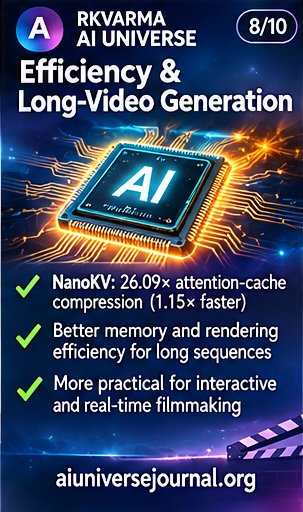 A
RKVARMA
AI UNIVERSE
8/10
Efficiency &
Long-Video Generation
AI
NanoKV: 26.09× attention-cache
compression (1.15× faster)
Better memory and rendering
efficiency for long sequences
More practical for interactive
and real-time filmmaking
aiuniversejournal.org